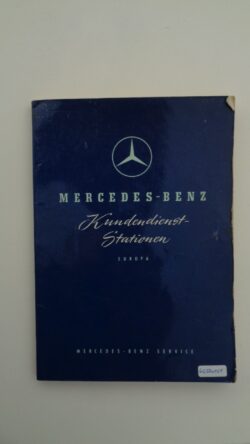 MERCEDES-BENZ
Kundendienst-
Stationen
EUROPA
MERCEDES-BENZ SERVICE